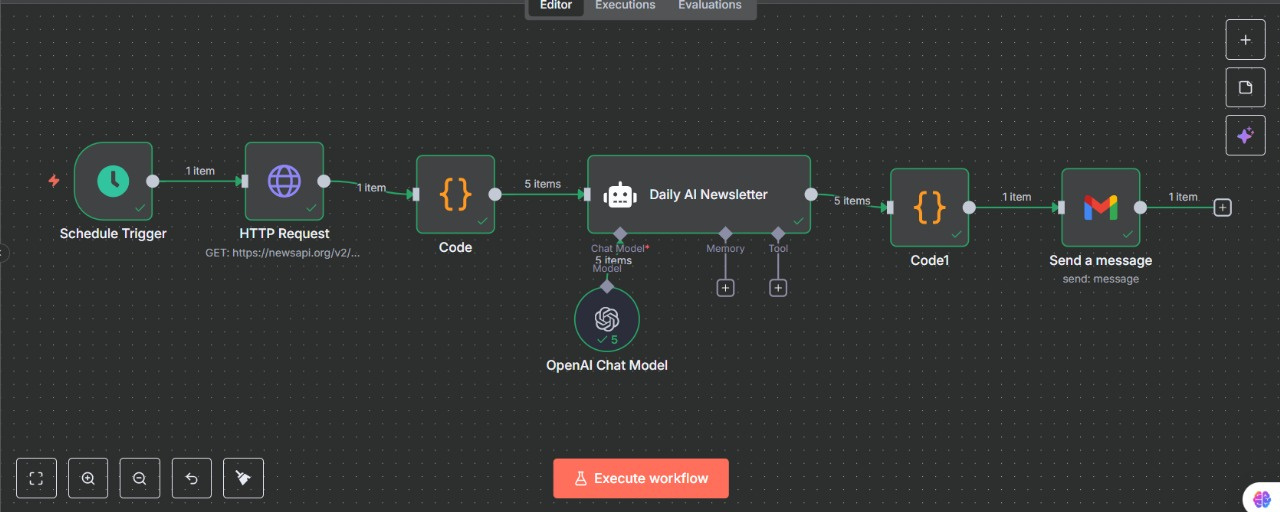 Editor
Executions
Evaluations
1 item
1 item
5 items
Daily AI Newsletter
5 items
1 item
1 item
Schedule Trigger
HTTP Request
GET: https://newsapi.org/v2/...
Code
Chat Model*
Memory
Tool
5 items
Model
Code1
Send a message
send: message
5
OpenAI Chat Model
Execute workflow